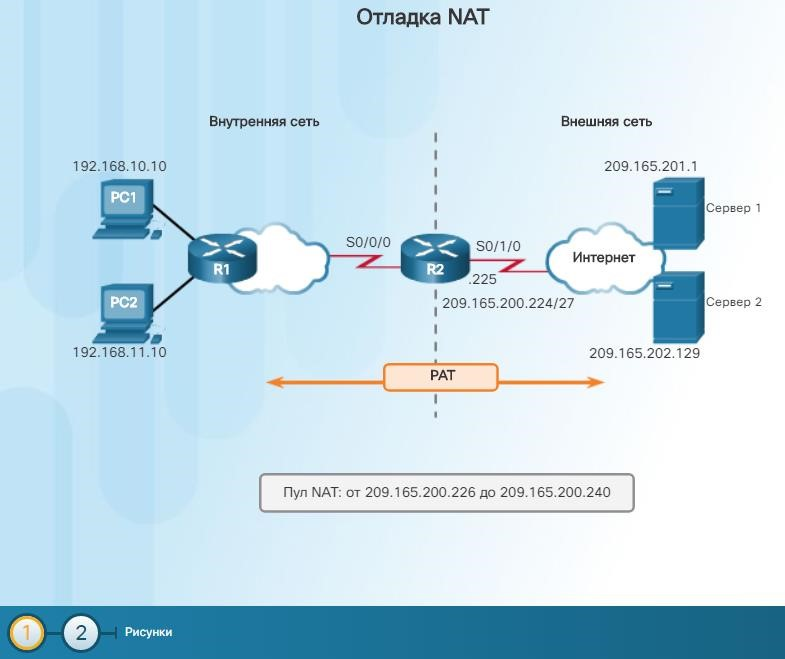 Отладка NAT
Внутренняя сеть
Внешняя сеть
192.168.10.10
209.165.201.1
PC1
Сервер 1
S0/0/0
S0/1/0
R1
R2
Интернет
.225
PC2
209.165.200.224/27
Сервер 2
192.168.11.10
209.165.202.129
PAT
Пул NAT: от 209.165.200.226 до 209.165.200.240
1
2
Рисунки